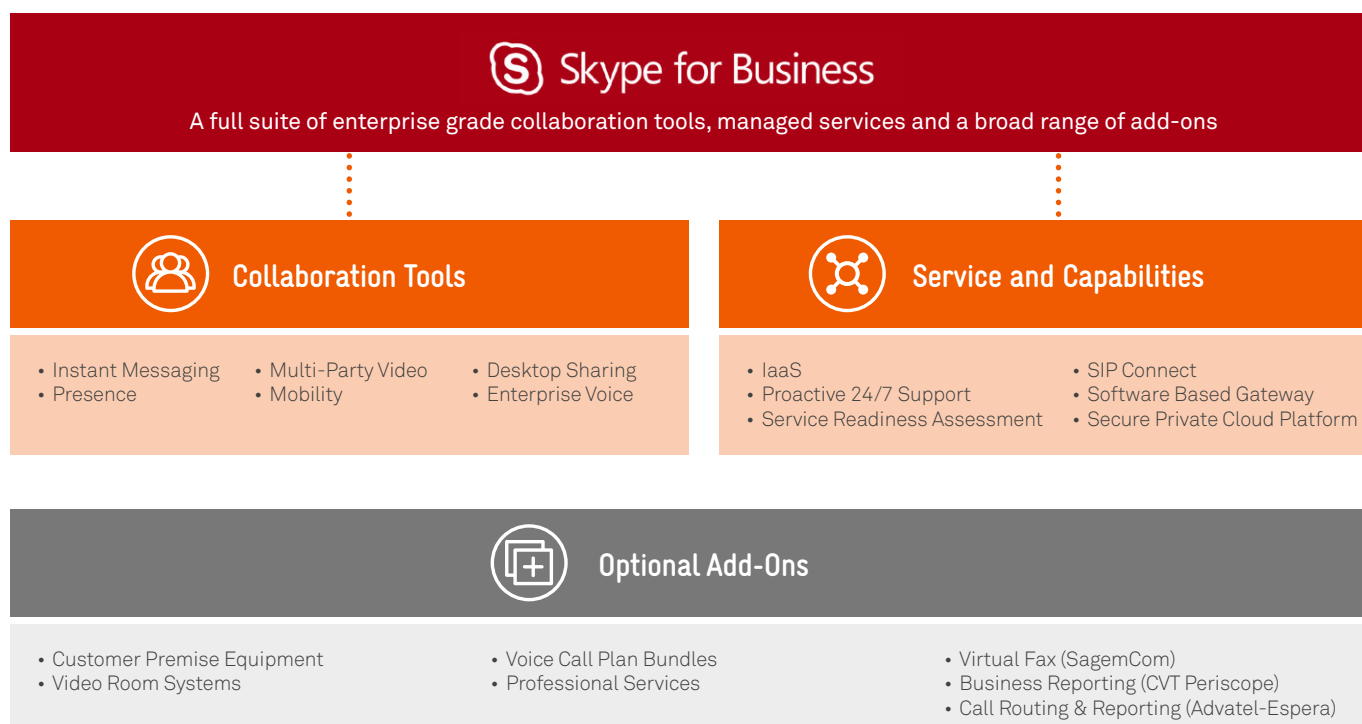 S Skype for Business
A full suite of enterprise grade collaboration tools, managed services and a broad range of add-ons
Collaboration Tools
• Instant Messaging
• Presence
• Multi-Party Video
• Mobility
• Desktop Sharing
• Enterprise Voice
Service and Capabilities
• IaaS
• Proactive 24/7 Support
• Service Readiness Assessment
• SIP Connect
• Software Based Gateway
• Secure Private Cloud Platform
Optional Add-Ons
• Customer Premise Equipment
• Video Room Systems
• Voice Call Plan Bundles
• Professional Services
• Virtual Fax (SagemCom)
• Business Reporting (CVT Periscope)
• Call Routing & Reporting (Advatel-Espera)